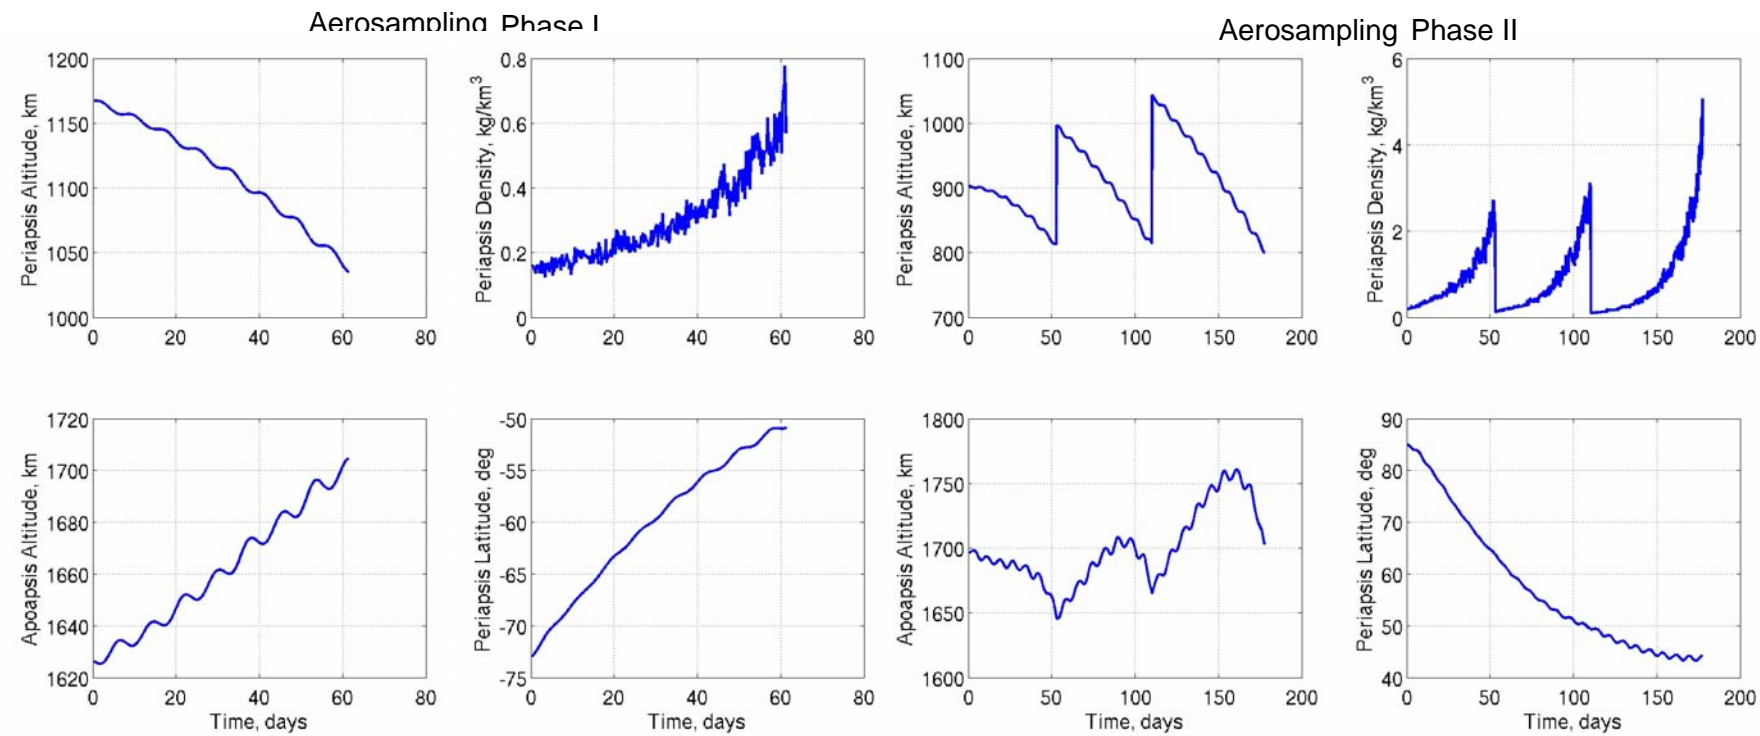 Aerosampling Phase I
Aerosampling Phase II
1200
1150
1100
1050
1000
0 20 40 60 80
Periapsis Altitude, km
0.8
0.6
0.4
0.2
0
0 20 40 60 80
Periapsis Density, kg/km³
1100
1000
900
800
700
0 50 100 150 200
Periapsis Altitude, km
6
4
2
0
0 50 100 150 200
Periapsis Density, kg/km³
1720
1700
1680
1660
1640
1620
0 20 40 60 80
Apoapsis Altitude, km
Time, days
-50
-55
-60
-65
-70
-75
0 20 40 60 80
Periapsis Latitude, deg
Time, days
1800
1750
1700
1650
1600
0 50 100 150 200
Apoapsis Altitude, km
Time, days
90
80
70
60
50
40
0 50 100 150 200
Periapsis Latitude, deg
Time, days